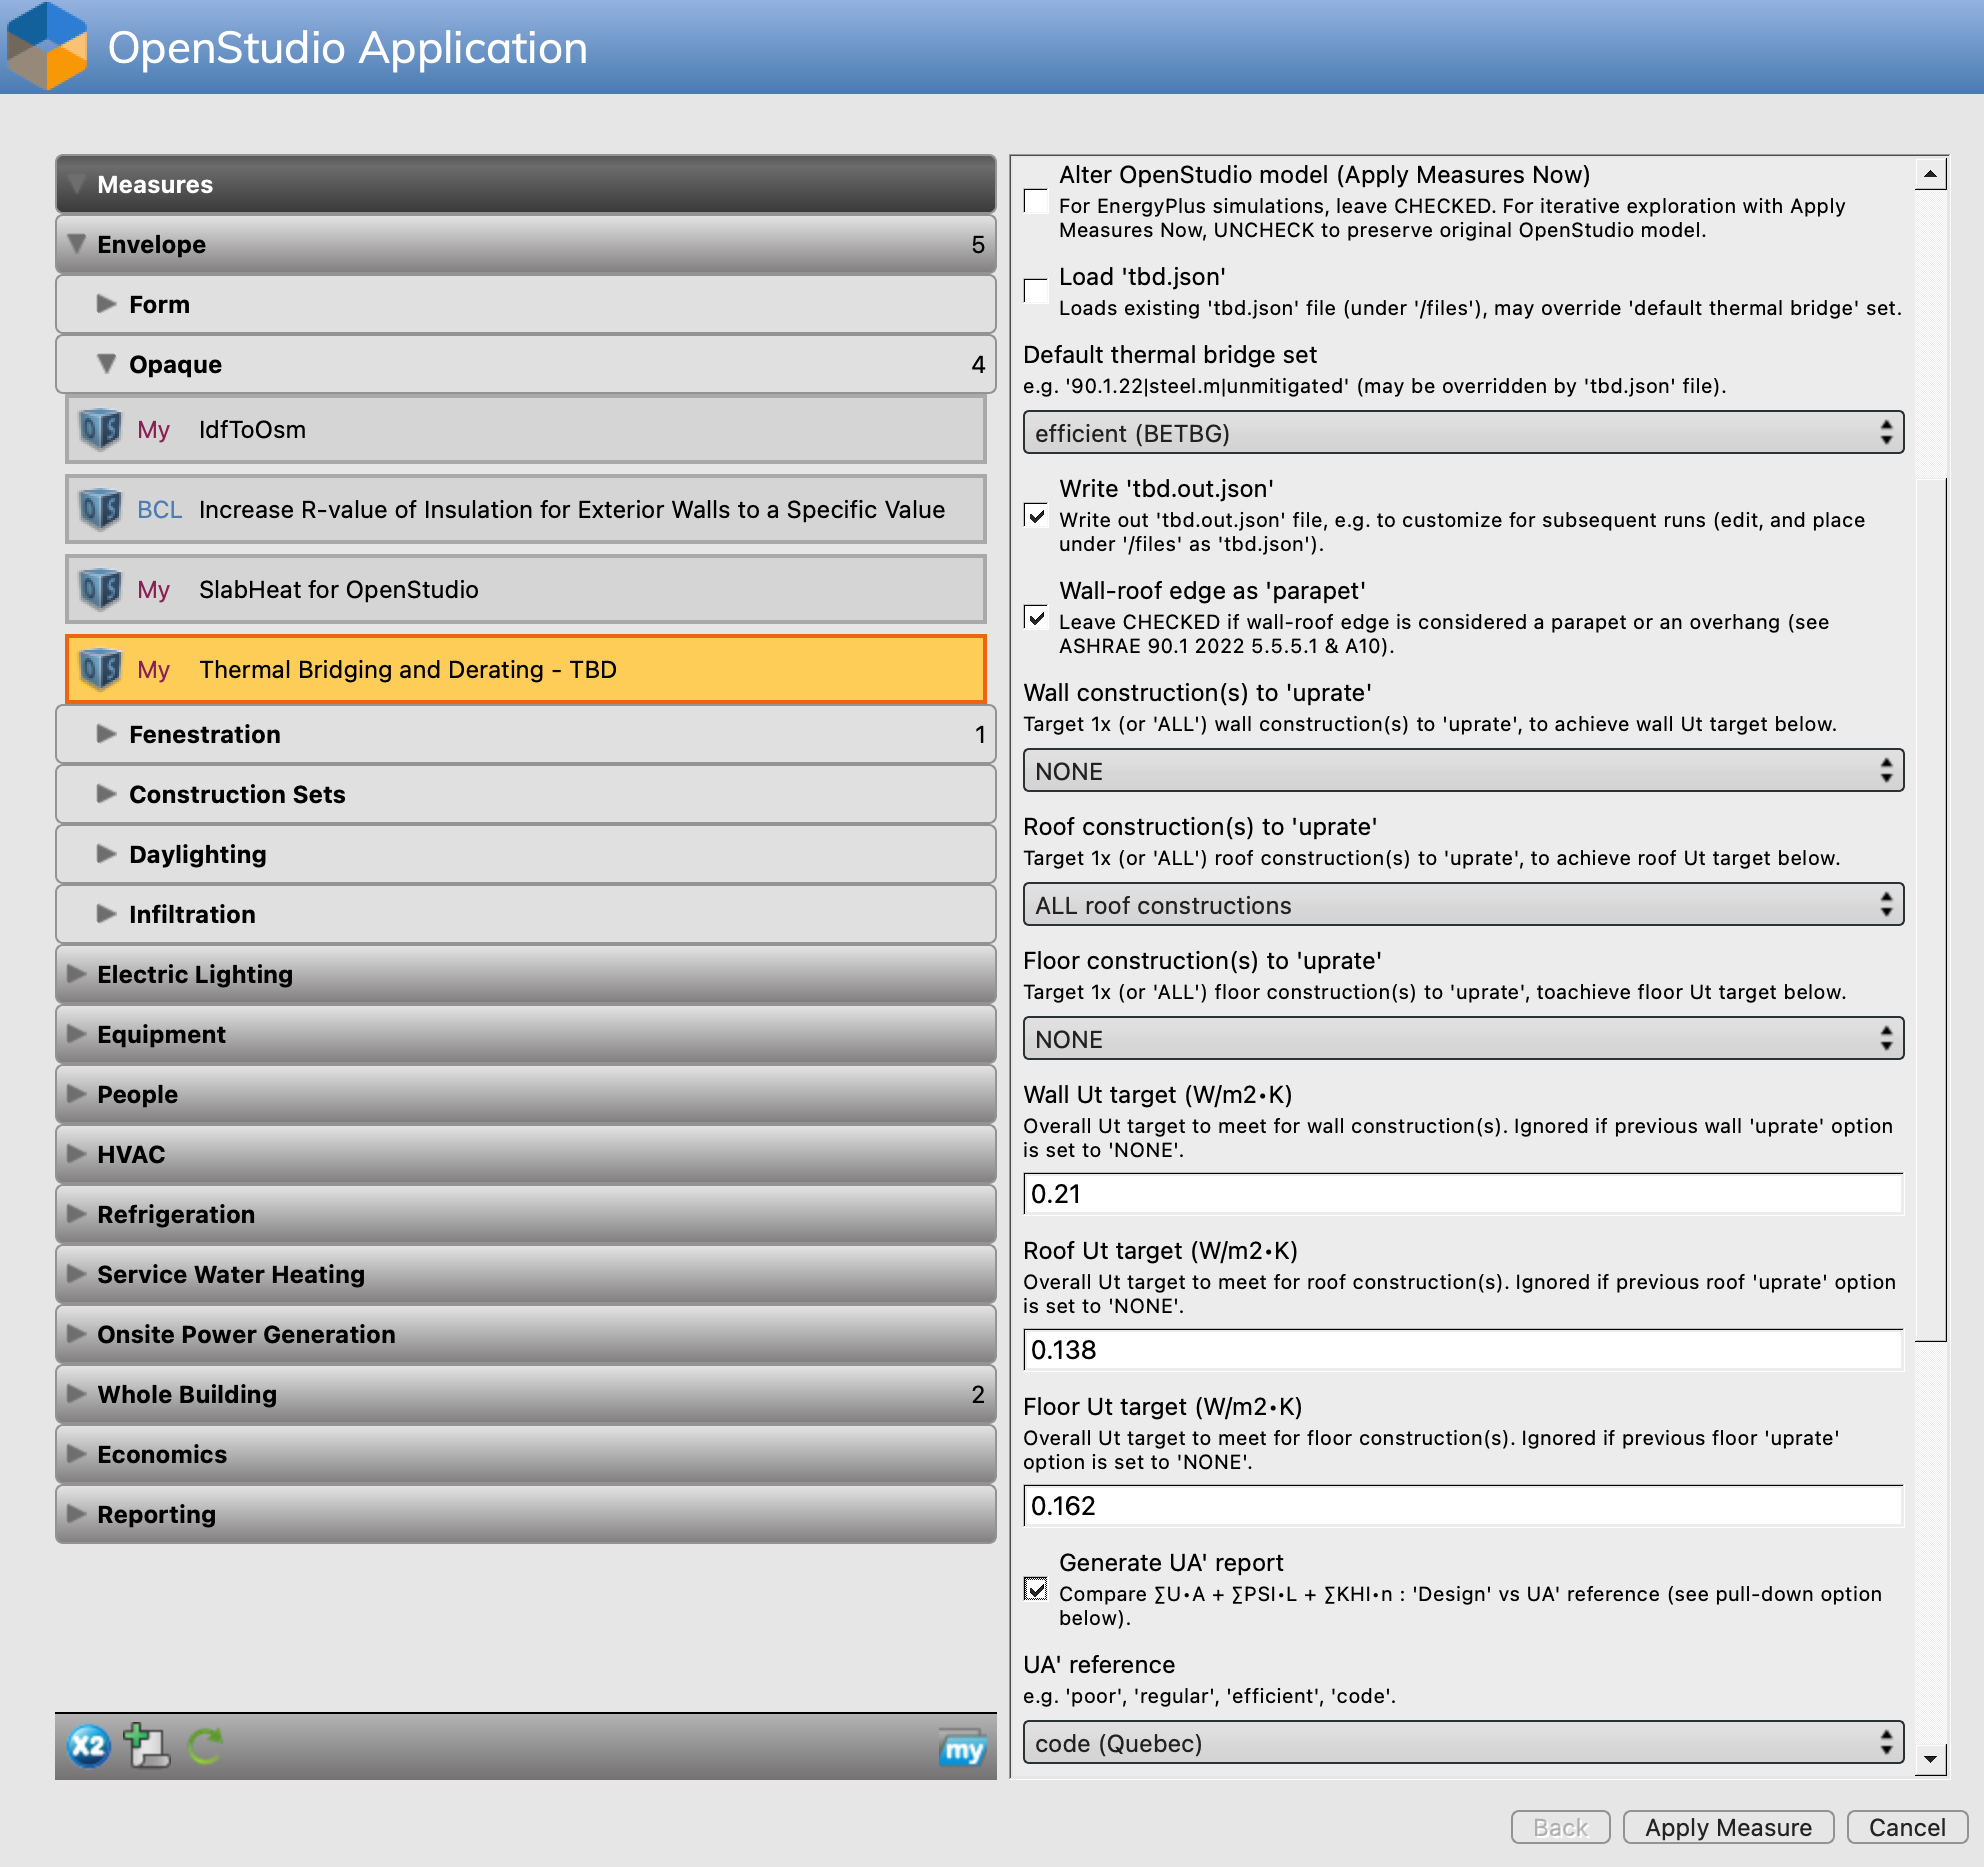 OpenStudio Application
Measures
Envelope 5
Form
Opaque 4
My IdfToOsm
BCL Increase R-value of Insulation for Exterior Walls to a Specific Value
My SlabHeat for OpenStudio
My Thermal Bridging and Derating - TBD
Fenestration 1
Construction Sets
Daylighting
Infiltration
Electric Lighting
Equipment
People
HVAC
Refrigeration
Service Water Heating
Onsite Power Generation
Whole Building 2
Economics
Reporting
X2
my
Alter OpenStudio model (Apply Measures Now)
For EnergyPlus simulations, leave CHECKED. For iterative exploration with Apply
Measures Now, UNCHECK to preserve original OpenStudio model.
Load 'tbd.json'
Loads existing 'tbd.json' file (under '/files'), may override 'default thermal bridge' set.
Default thermal bridge set
e.g. '90.1.22|steel.m|unmitigated' (may be overridden by 'tbd.json' file).
efficient (BETBG)
Write 'tbd.out.json'
Write out 'tbd.out.json' file, e.g. to customize for subsequent runs (edit, and place
under '/files' as 'tbd.json').
Wall-roof edge as 'parapet'
Leave CHECKED if wall-roof edge is considered a parapet or an overhang (see
ASHRAE 90.1 2022 5.5.5.1 & A10).
Wall construction(s) to 'uprate'
Target 1x (or 'ALL') wall construction(s) to 'uprate', to achieve wall Ut target below.
NONE
Roof construction(s) to 'uprate'
Target 1x (or 'ALL') roof construction(s) to 'uprate', to achieve roof Ut target below.
ALL roof constructions
Floor construction(s) to 'uprate'
Target 1x (or 'ALL') floor construction(s) to 'uprate', toachieve floor Ut target below.
NONE
Wall Ut target (W/m2•K)
Overall Ut target to meet for wall construction(s). Ignored if previous wall 'uprate' option
is set to 'NONE'.
0.21
Roof Ut target (W/m2•K)
Overall Ut target to meet for roof construction(s). Ignored if previous roof 'uprate' option
is set to 'NONE'.
0.138
Floor Ut target (W/m2•K)
Overall Ut target to meet for floor construction(s). Ignored if previous floor 'uprate'
option is set to 'NONE'.
0.162
Generate UA' report
Compare ∑U•A + ∑PSI•L + ∑KHI•n : 'Design' vs UA' reference (see pull-down option
below).
UA' reference
e.g. 'poor', 'regular', 'efficient', 'code'.
code (Quebec)
Back
Apply Measure
Cancel